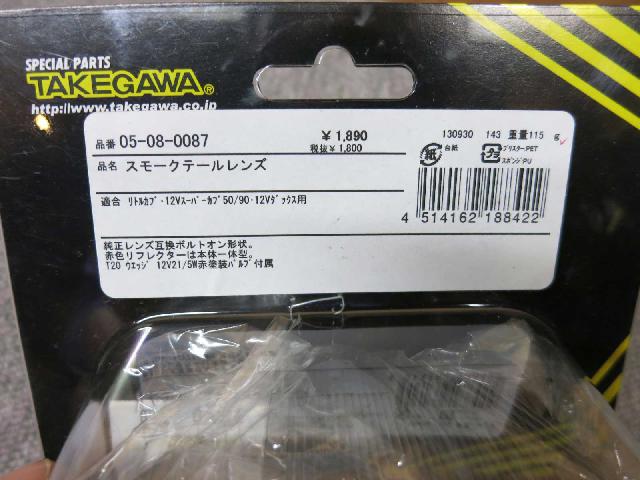 SPECIAL PARTS
TAKEGAWA®
http://www.takegawa.co.jp
品番 05-08-0087
¥1,890
税抜¥1,800
130930 143 重量115 g
品名 スモークテールレンズ
紙 台紙
プラ ブリスター:PET
スポンジ:PU
適合 リトルカブ・12Vスーパーカブ50/90・12Vダックス用
4 514162 188422
純正レンズ互換ボルトオン形状。
赤色リフレクターは本体一体型。
T20 ウエッジ 12V21/5W赤塗装バルブ付属